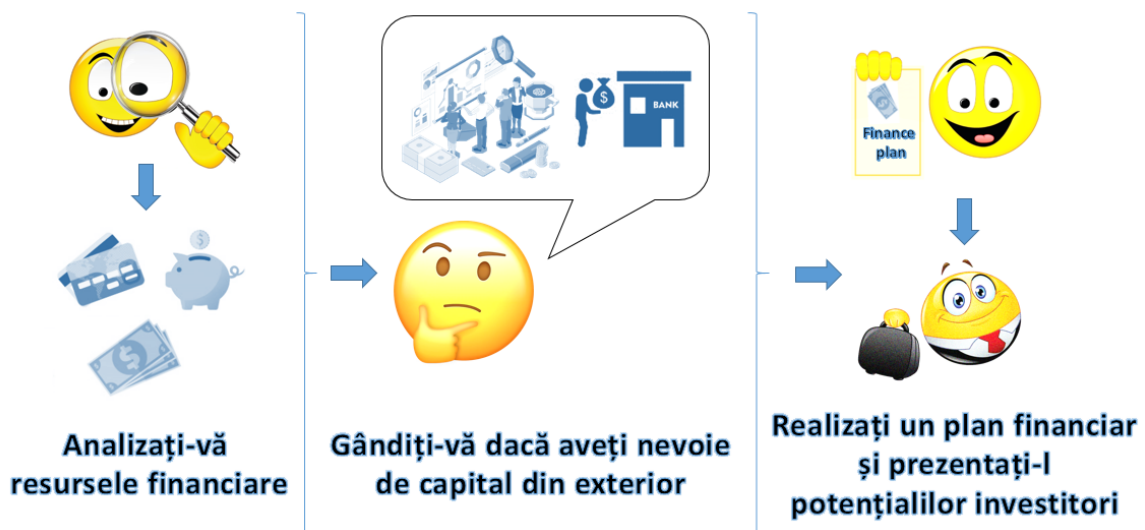 BANK
Finance
plan
Analizați-vă
resursele financiare
Gândiți-vă dacă aveți nevoie
de capital din exterior
Realizați un plan financiar
și prezentați-l
potențialilor investitori